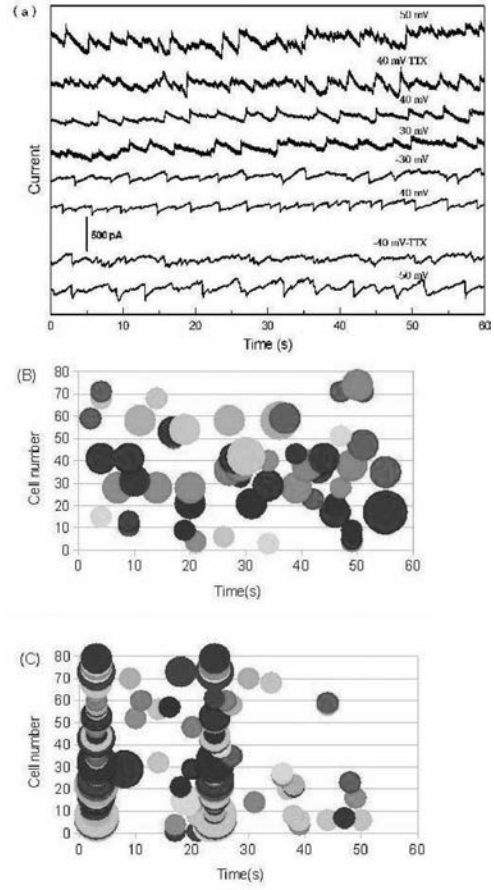 (a)
50 mV
40 mV-TTX
40 mV
30 mV
-30 mV
40 mV
-40 mV-TTX
-50 mV
Current
500 pA
0 10 20 30 40 50 60
Time (s)
(B)
80
70
60
50
40
30
20
10
0
Cell number
0 10 20 30 40 50 60
Time(s)
(C)
80
70
60
50
40
30
20
10
0
Cell number
0 10 20 30 40 50 60
Time(s)